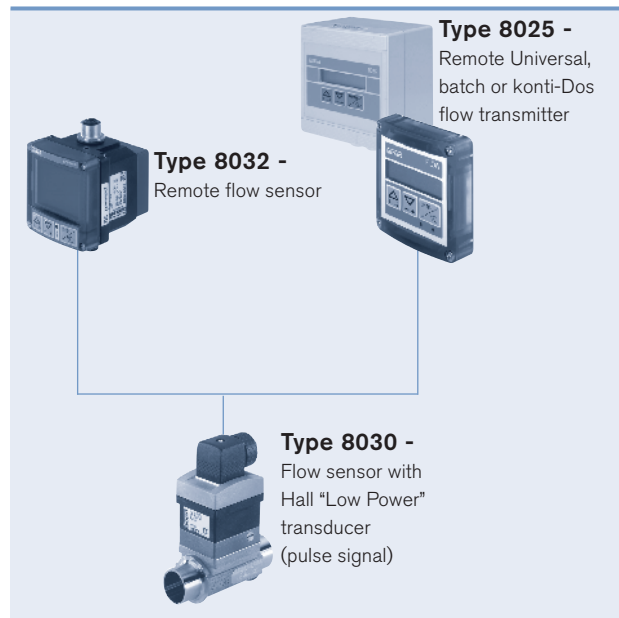 Type 8025 -
Remote Universal,
batch or konti-Dos
flow transmitter
Type 8032 -
Remote flow sensor
Type 8030 -
Flow sensor with
Hall “Low Power”
transducer
(pulse signal)